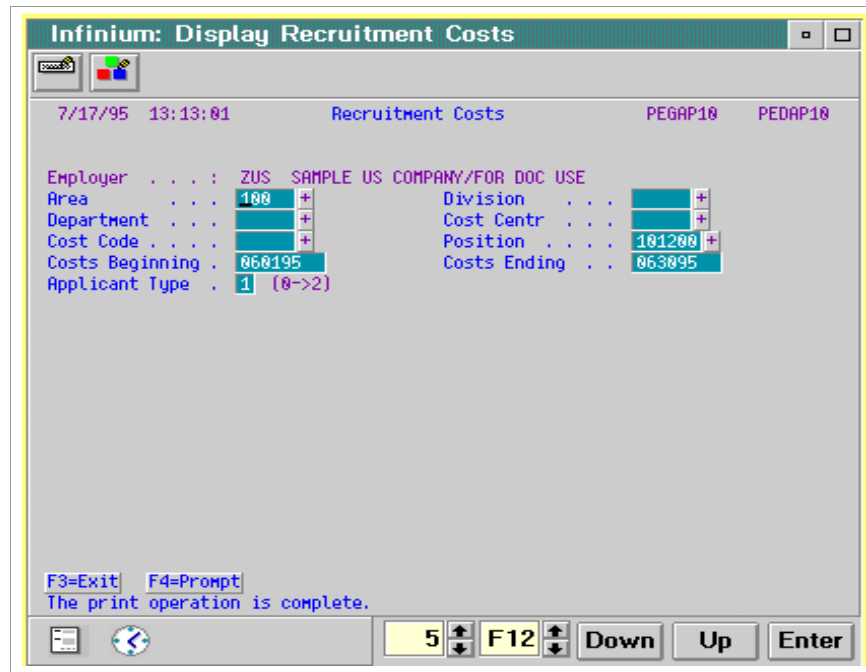 Infinium: Display Recruitment Costs
7/17/95 13:13:01 Recruitment Costs PEGAP10 PEDAP10
Employer . . . : ZUS SAMPLE US COMPANY/FOR DOC USE
Area . . . 100 + Division . . . +
Department . . . + Cost Centr . . . +
Cost Code . . . . + Position . . . . 101200 +
Costs Beginning . 060195 Costs Ending . . 063095
Applicant Type . 1 (0->2)
F3=Exit F4=Prompt
The print operation is complete.
5 F12 Down Up Enter